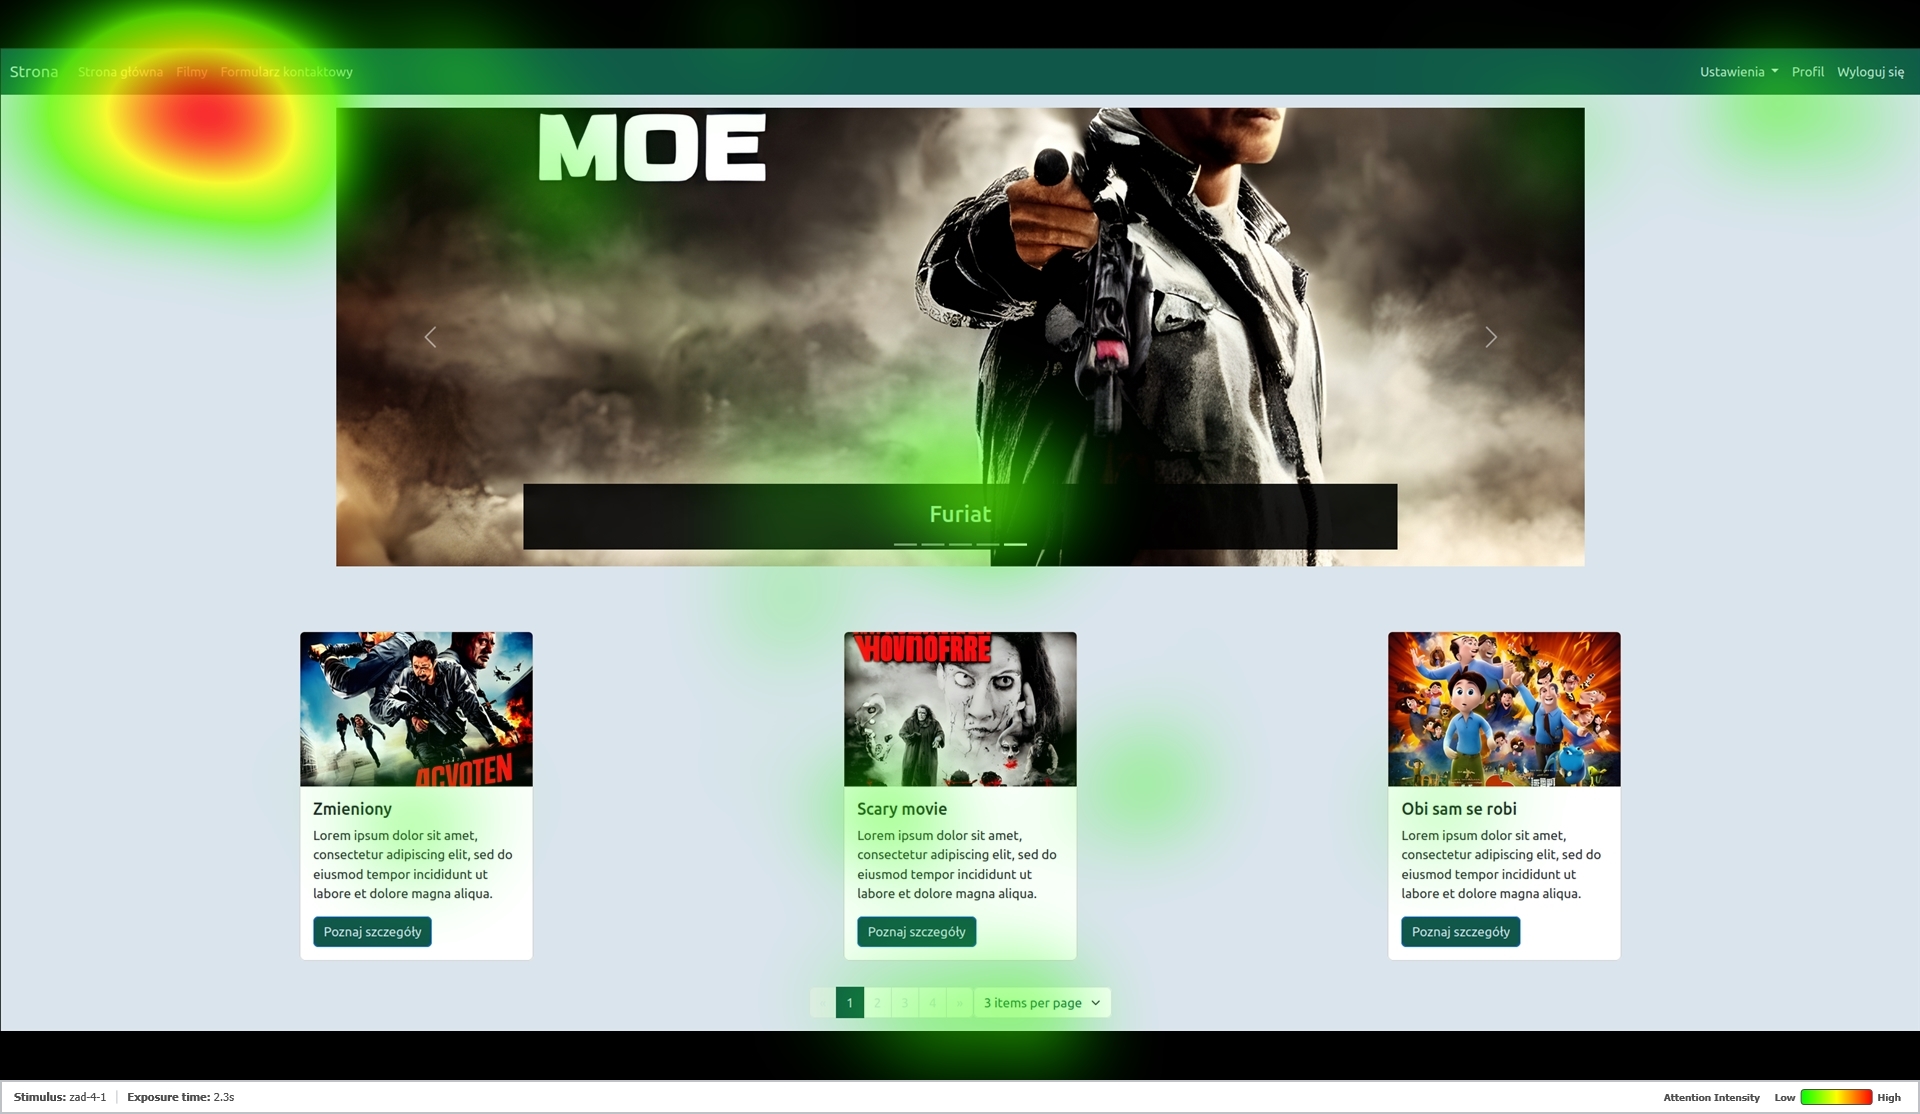 Strona Strona główna Filmy Formularz kontaktowy Ustawienia Profil Wyloguj się
MOE
Furiat
ACVOTEN
HOVNOFRRE
Zmieniony
Lorem ipsum dolor sit amet,
consectetur adipiscing elit, sed do
eiusmod tempor incididunt ut
labore et dolore magna aliqua.
Poznaj szczegóły
Scary movie
Lorem ipsum dolor sit amet,
consectetur adipiscing elit, sed do
eiusmod tempor incididunt ut
labore et dolore magna aliqua.
Poznaj szczegóły
Obi sam se robi
Lorem ipsum dolor sit amet,
consectetur adipiscing elit, sed do
eiusmod tempor incididunt ut
labore et dolore magna aliqua.
Poznaj szczegóły
« 1 2 3 4 » 3 items per page
Stimulus: zad-4-1 Exposure time: 2.3s Attention Intensity Low High